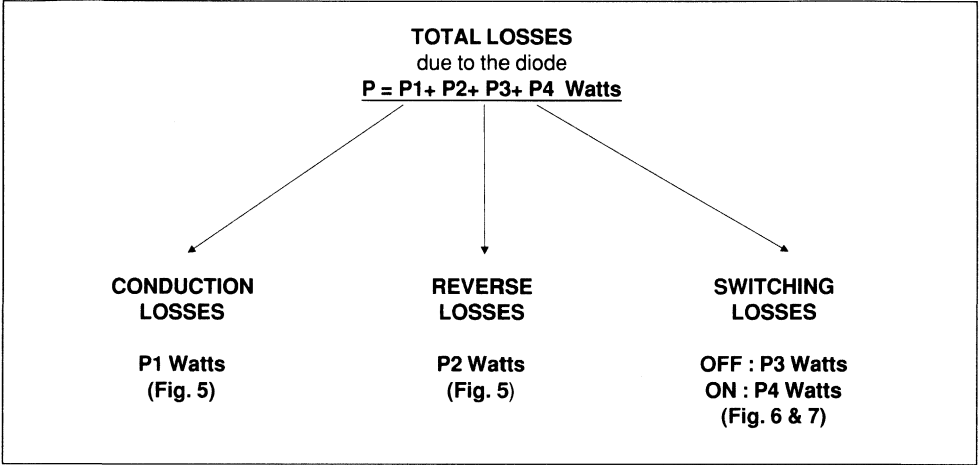 TOTAL LOSSES
due to the diode
P = P1+ P2+ P3+ P4 Watts
CONDUCTION
LOSSES
P1 Watts
(Fig. 5)
REVERSE
LOSSES
P2 Watts
(Fig. 5)
SWITCHING
LOSSES
OFF : P3 Watts
ON : P4 Watts
(Fig. 6 & 7)